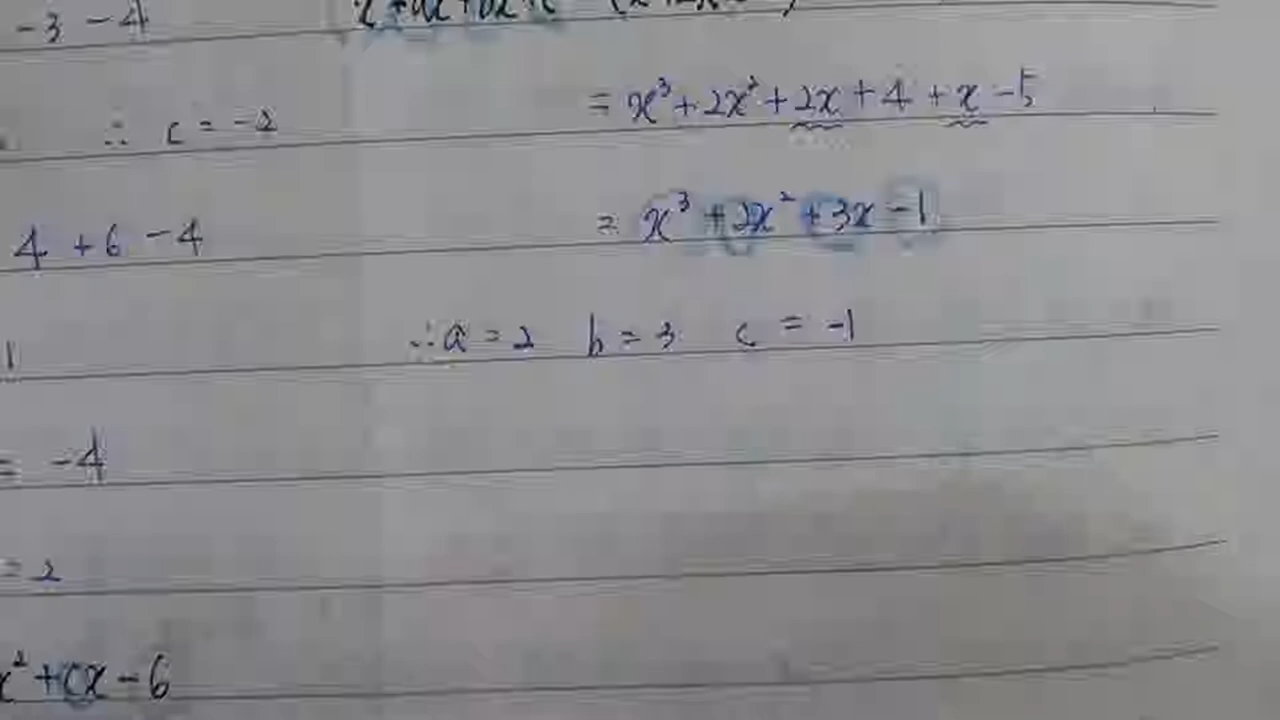 -3 -4
∴ c = -2
4 +6 -4
1
= -4
= 2
x² + cx - 6
= x³ + 2x² + 2x + 4 + x - 5
= x³ + 2x² + 3x - 1
∴ a = 2 b = 3 c = -1